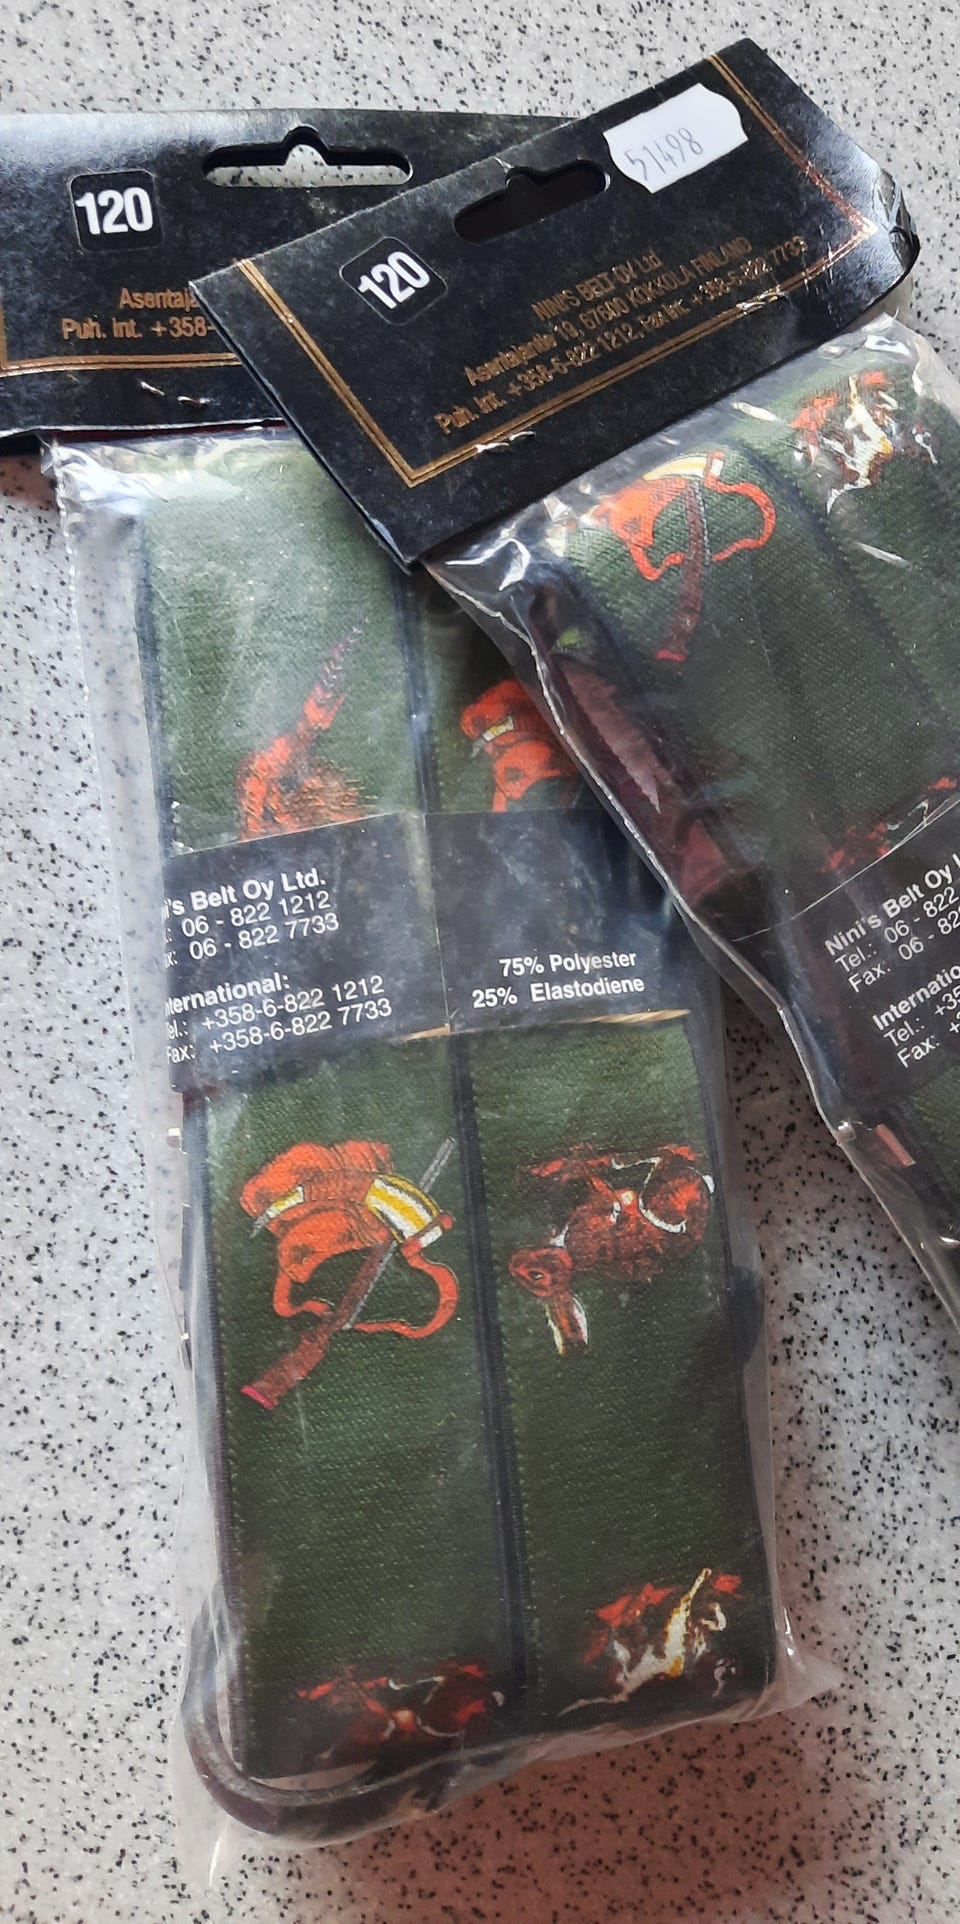 120
Asentaja
Puh. Int. +358-
51498
120
NINI'S BELT OY Ltd
Asentajantie 19, 67600 KOKKOLA FINLAND
Puh. Int. +358-6-822 1212, Fax Int. +358-6-822 7733
i's Belt Oy Ltd.
: 06 - 822 1212
x: 06 - 822 7733
nternational:
Tel.: +358-6-822 1212
Fax: +358-6-822 7733
75% Polyester
25% Elastodiene
Nini's Belt Oy L
Tel.: 06 - 822
Fax: 06 - 82
Internatio
Tel.: +35
Fax: +3